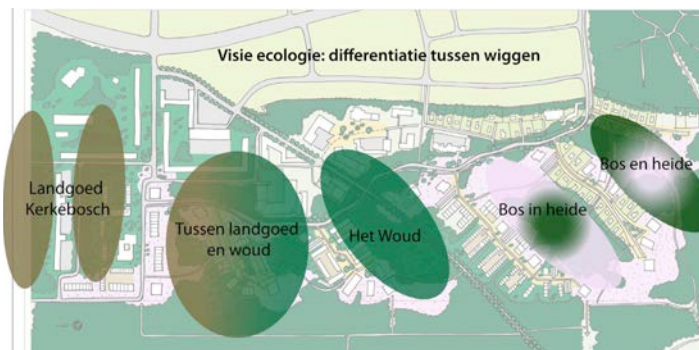 Visie ecologie: differentiatie tussen wiggen
Landgoed
Kerkebosch
Tussen landgoed
en woud
Het Woud
Bos in heide
Bos en heide